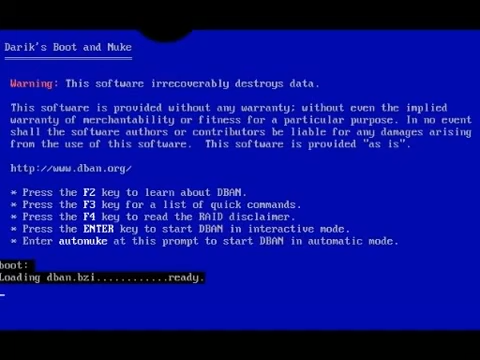 Darik's Boot and Nuke
Warning: This software irrecoverably destroys data.
This software is provided without any warranty; without even the implied
warranty of merchantability or fitness for a particular purpose. In no event
shall the software authors or contributors be liable for any damages arising
from the use of this software.  This software is provided "as is".
http://www.dban.org/
* Press the F2 key to learn about DBAN.
* Press the F3 key for a list of quick commands.
* Press the F4 key to read the RAID disclaimer.
* Press the ENTER key to start DBAN in interactive mode.
* Enter autonuke at this prompt to start DBAN in automatic mode.
boot:
Loading dban.bzi............ready.